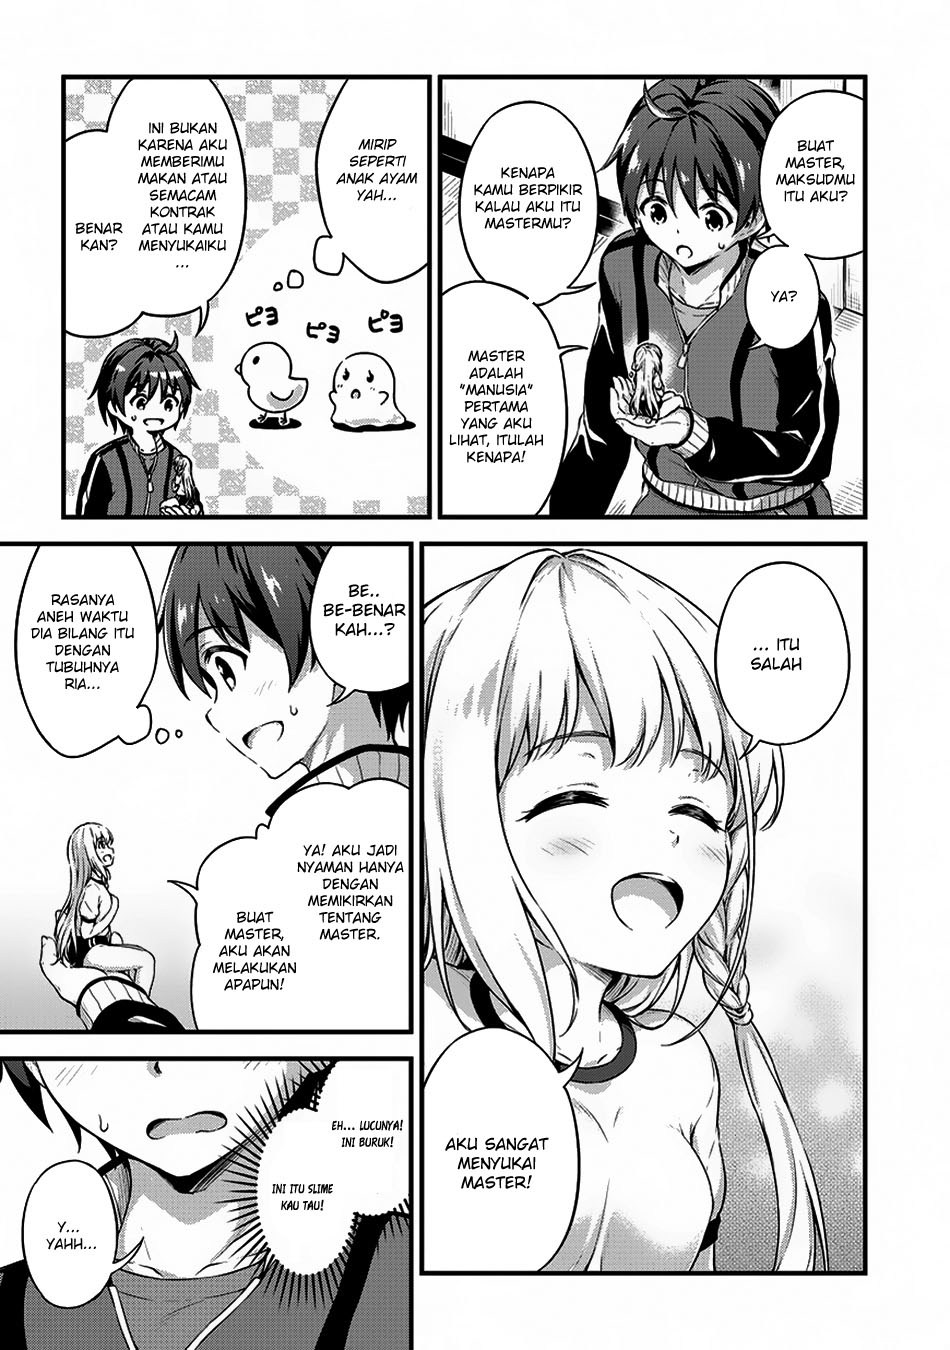 BUAT
MASTER,
MAKSUDMU
ITU AKU?
YA?
KENAPA
KAMU BERPIKIR
KALAU AKU ITU
MASTERMU?
MASTER
ADALAH
"MANUSIA"
PERTAMA
YANG AKU
LIHAT, ITULAH
KENAPA!
MIRIP
SEPERTI
ANAK AYAM
YAH...
ピヨ
ピヨ
ピヨ
INI BUKAN
KARENA AKU
MEMBERIMU
MAKAN ATAU
SEMACAM
KONTRAK
ATAU KAMU
MENYUKAIKU
...
BENAR
KAN?
... ITU
SALAH
AKU SANGAT
MENYUKAI
MASTER!
BE..
BE-BENAR
KAH...?
RASANYA
ANEH WAKTU
DIA BILANG ITU
DENGAN
TUBUHNYA
RIA...
YA! AKU JADI
NYAMAN HANYA
DENGAN
MEMIKIRKAN
TENTANG
MASTER.
BUAT
MASTER,
AKU AKAN
MELAKUKAN
APAPUN!
EH... LUCUNYA!
INI BURUK!
INI ITU SLIME
KAU TAU!
Y...
YAHH...